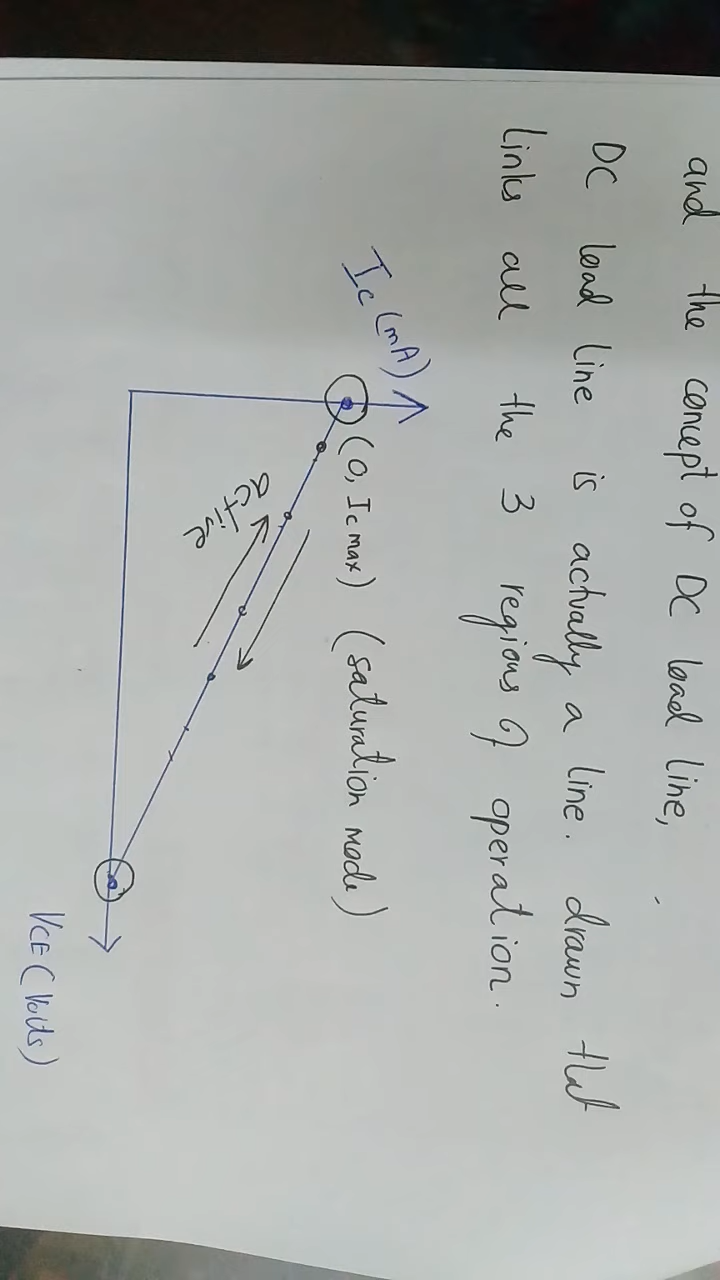 and the concept of DC load line,
DC load line is actually a line. drawn that
links all the 3 regions of operation.
Ic (mA)
(0, Ic max) (saturation mode)
active
VCE (Volts)